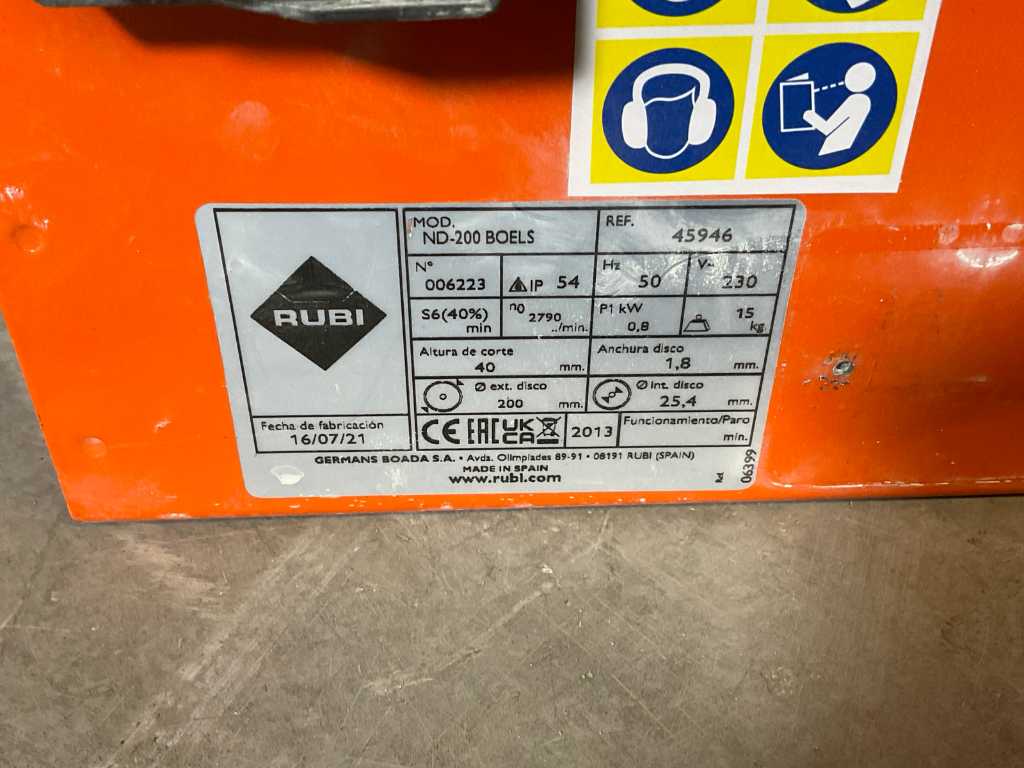 RUBI
Fecha de fabricación
16/07/21
MOD.
ND-200 BOELS
REF.
45946
N°
006223
IP 54
Hz
50
V~
230
S6(40%)
min
n0
2790
../min.
P1 kW
0,8
15
kg.
Altura de corte
40 mm.
Anchura disco
1,8 mm.
Ø ext. disco
200 mm.
Ø int. disco
25,4 mm.
CE EAC UK CA
2013
Funcionamiento/Paro
min.
GERMANS BOADA S.A. • Avda. Olimpiades 89-91 • 08191 RUBI (SPAIN)
MADE IN SPAIN
www.rubi.com
Ref. 06399